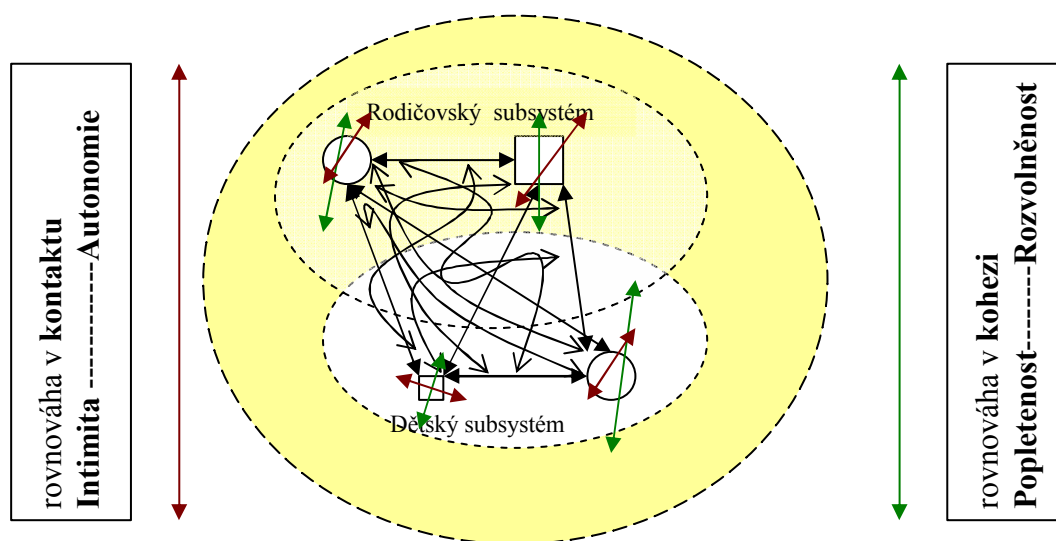 rovnováha v kontaktu
Intimita -------------Autonomie
Rodičovský subsystém
Dětský subsystém
rovnováha v kohezi
Popletenost--------Rozvolněnost